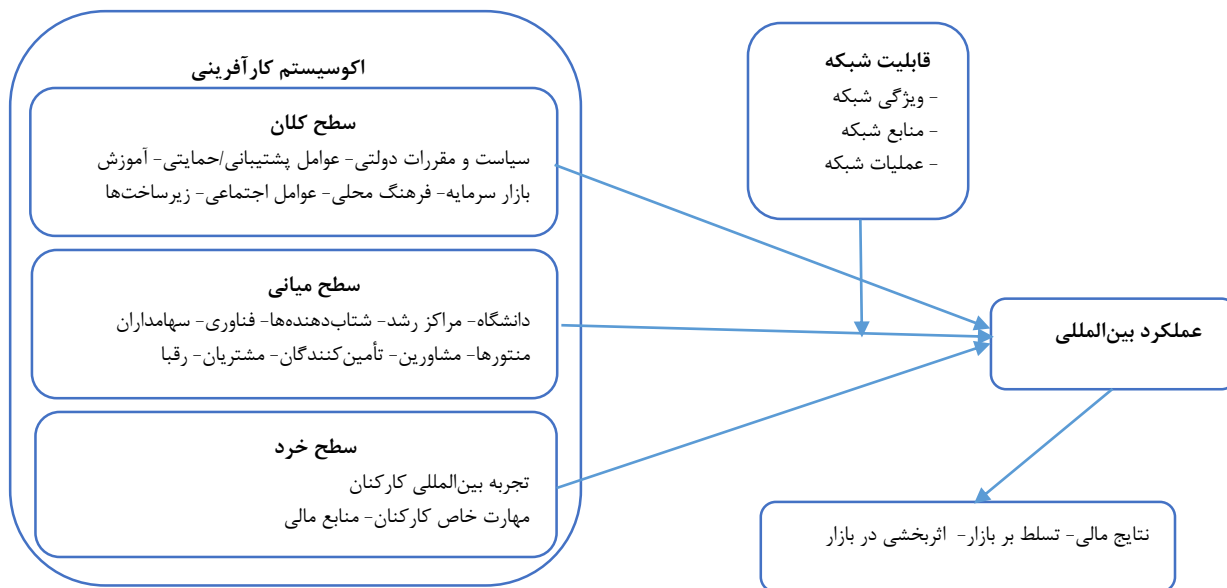 اکوسیستم کارآفرینی
سطح کلان
سیاست و مقررات دولتی- عوامل پشتیبانی/حمایتی- آموزش
بازار سرمایه- فرهنگ محلی- عوامل اجتماعی- زیرساخت‌ها
سطح میانی
دانشگاه- مراکز رشد- شتاب‌دهنده‌ها- فناوری- سهامداران
منتورها- مشاورین- تأمین‌کنندگان- مشتریان- رقبا
سطح خرد
تجربه بین‌المللی کارکنان
مهارت خاص کارکنان- منابع مالی
قابلیت شبکه
- ویژگی شبکه
- منابع شبکه
- عملیات شبکه
عملکرد بین‌المللی
نتایج مالی- تسلط بر بازار- اثربخشی در بازار